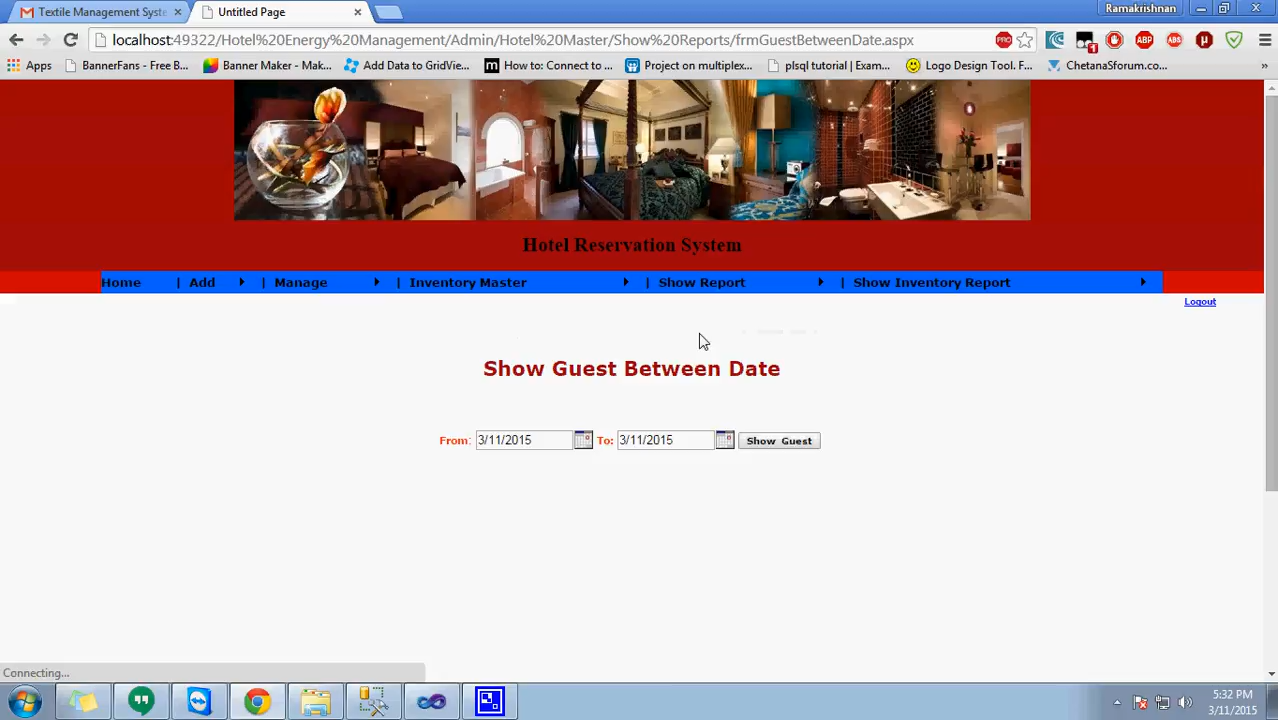 Textile Management Syste
Untitled Page
Ramakrishnan
localhost:49322/Hotel%20Energy%20Management/Admin/Hotel%20Master/Show%20Reports/frmGuestBetweenDate.aspx
PRO
1
ABP
ABS
µ
Apps
BannerFans - Free B...
Banner Maker - Mak...
Add Data to GridVie...
m How to: Connect to ...
Project on multiplex...
plsql tutorial | Exam...
Logo Design Tool. F...
ChetanaSforum.co...
»
Hotel Reservation System
Home | Add | Manage | Inventory Master | Show Report | Show Inventory Report
Logout
Show Guest Between Date
From: 3/11/2015 To: 3/11/2015 Show Guest
Connecting...
5:32 PM
3/11/2015